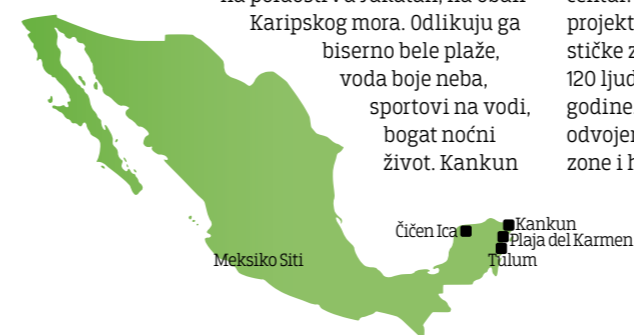 Karipskog mora. Odlikuju ga
biserno bele plaže,
voda boje neba,
sportovi na vodi,
bogat noćni
život. Kankun
projekt
stičke z
120 ljud
godine
odvojen
zone i h
Čičen Ica
Kankun
Plaja del Karmen
Tulum
Meksiko Siti